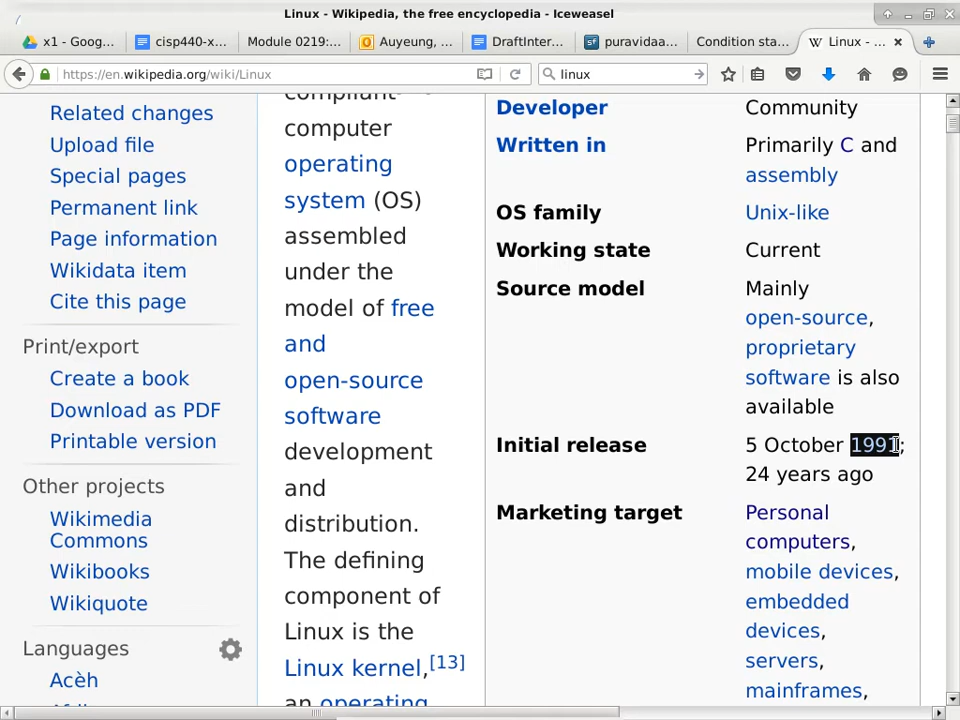 Linux - Wikipedia, the free encyclopedia - Iceweasel
x1 - Goog... cisp440-x... Module 0219:... Auyeung, ... DraftInter... puravidaa... Condition sta... Linux - ...
https://en.wikipedia.org/wiki/Linux linux
Related changes
Upload file
Special pages
Permanent link
Page information
Wikidata item
Cite this page
Print/export
Create a book
Download as PDF
Printable version
Other projects
Wikimedia
Commons
Wikibooks
Wikiquote
Languages
Acèh
compliant
computer
operating
system (OS)
assembled
under the
model of free
and
open-source
software
development
and
distribution.
The defining
component of
Linux is the
Linux kernel,[13]
an operating
Developer Community
Written in Primarily C and
assembly
OS family Unix-like
Working state Current
Source model Mainly
open-source,
proprietary
software is also
available
Initial release 5 October 1991;
24 years ago
Marketing target Personal
computers,
mobile devices,
embedded
devices,
servers,
mainframes,